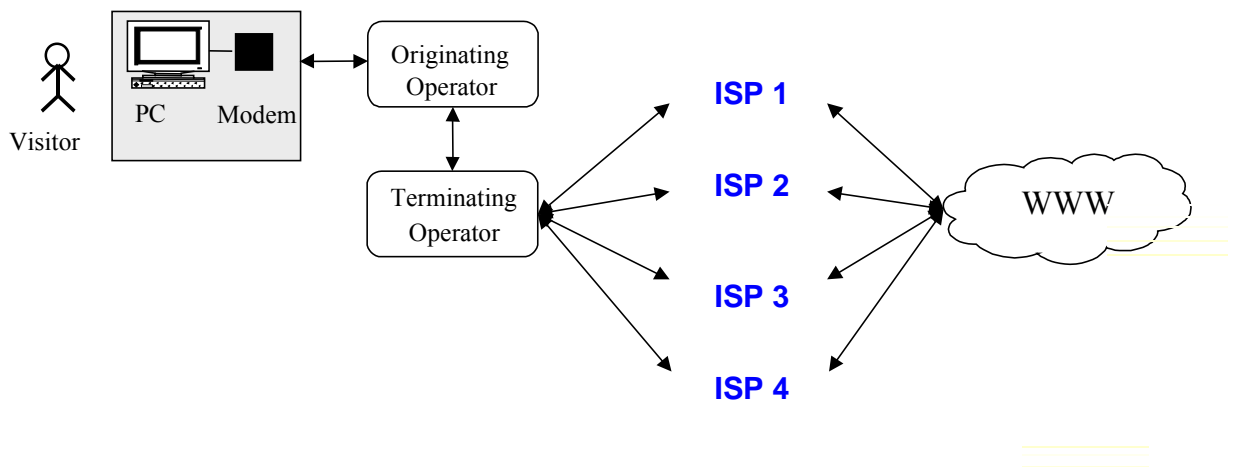 Visitor
PC
Modem
Originating
Operator
Terminating
Operator
ISP 1
ISP 2
ISP 3
ISP 4
WWW